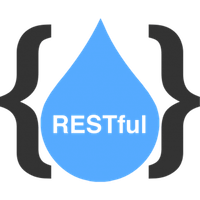 { RESTful }